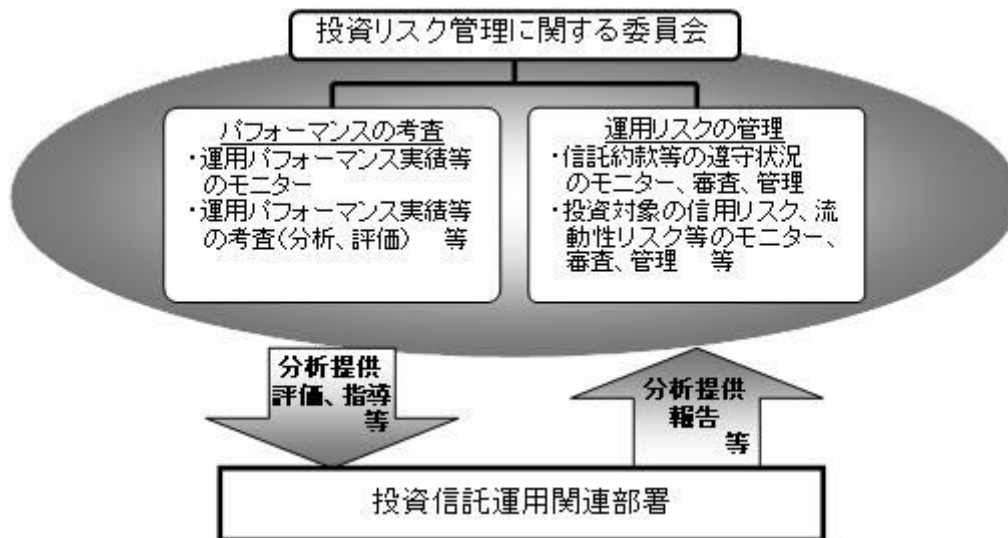 投資リスク管理に関する委員会
パフォーマンスの考査
・運用パフォーマンス実績等
のモニター
・運用パフォーマンス実績等
の考査(分析、評価)　等
運用リスクの管理
・信託約款等の遵守状況
のモニター、審査、管理
・投資対象の信用リスク、流
動性リスク等のモニター、
審査、管理　等
分析提供
評価、指導
等
分析提供
報告
等
投資信託運用関連部署